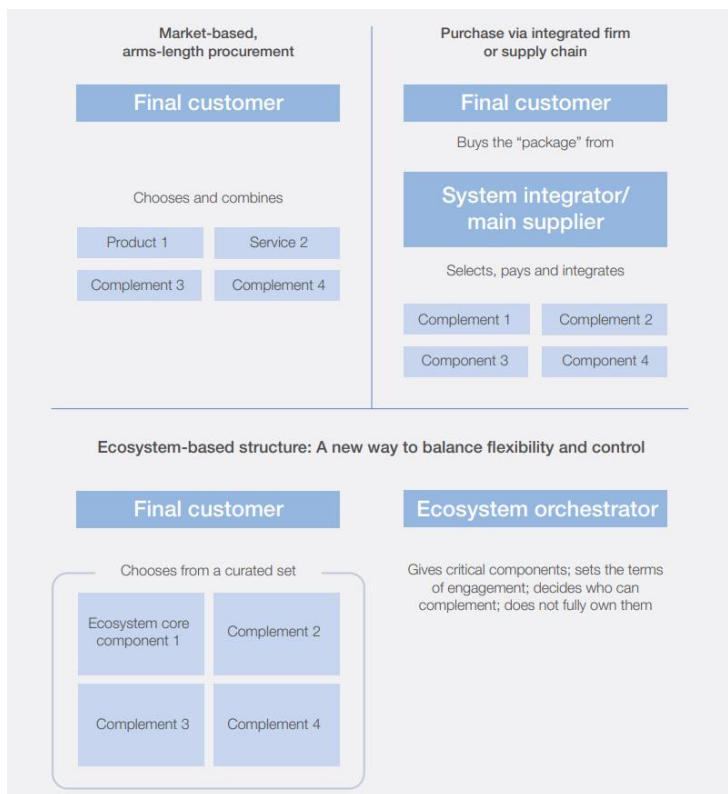 Market-based,
arms-length procurement
Final customer
Chooses and combines
Product 1
Service 2
Complement 3
Complement 4
Purchase via integrated firm
or supply chain
Final customer
Buys the “package” from
System integrator/
main supplier
Selects, pays and integrates
Complement 1
Complement 2
Component 3
Component 4
Ecosystem-based structure: A new way to balance flexibility and control
Final customer
Chooses from a curated set
Ecosystem core
component 1
Complement 2
Complement 3
Complement 4
Ecosystem orchestrator
Gives critical components; sets the terms
of engagement; decides who can
complement; does not fully own them